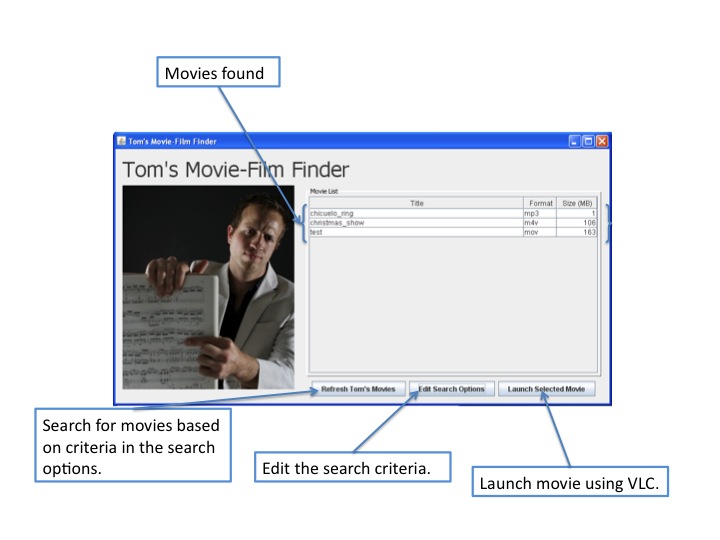 Movies found
Tom's Movie-Film Finder
Tom's Movie-Film Finder
Movie List
Title Format Size (MB)
chicuelo_ring mp3 1
christmas_show m4v 106
test mov 163
Refresh Tom's Movies Edit Search Options Launch Selected Movie
Search for movies based
on criteria in the search
options.
Edit the search criteria.
Launch movie using VLC.